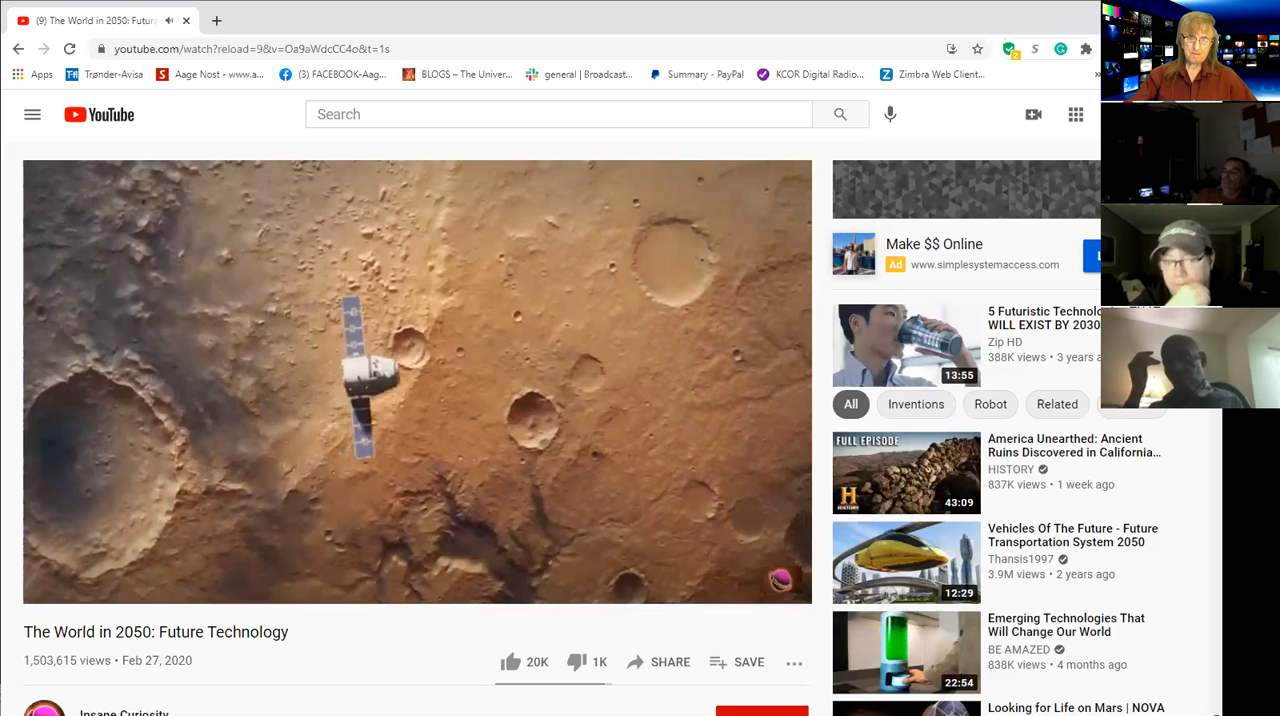 (9) The World in 2050: Futur
youtube.com/watch?reload=9&v=Oa9aWdcCC4o&t=1s
2
Apps
Trønder-Avisa
Aage Nost - www.a...
(3) FACEBOOK-Aag...
BLOGS – The Univer...
general | Broadcast...
Summary - PayPal
KCOR Digital Radio...
Zimbra Web Client...
»
YouTube
Search
Make $$ Online
Ad www.simplesystemaccess.com
5 Futuristic Technolo
WILL EXIST BY 2030
Zip HD
388K views • 3 years a
13:55
All
Inventions
Robot
Related
FULL EPISODE
H
HISTORY
43:09
America Unearthed: Ancient
Ruins Discovered in California...
HISTORY
837K views • 1 week ago
12:29
Vehicles Of The Future - Future
Transportation System 2050
Thansis1997
3.9M views • 2 years ago
22:54
Emerging Technologies That
Will Change Our World
BE AMAZED
838K views • 4 months ago
Looking for Life on Mars | NOVA
The World in 2050: Future Technology
1,503,615 views • Feb 27, 2020
20K
1K
SHARE
SAVE
Insane Curiosity